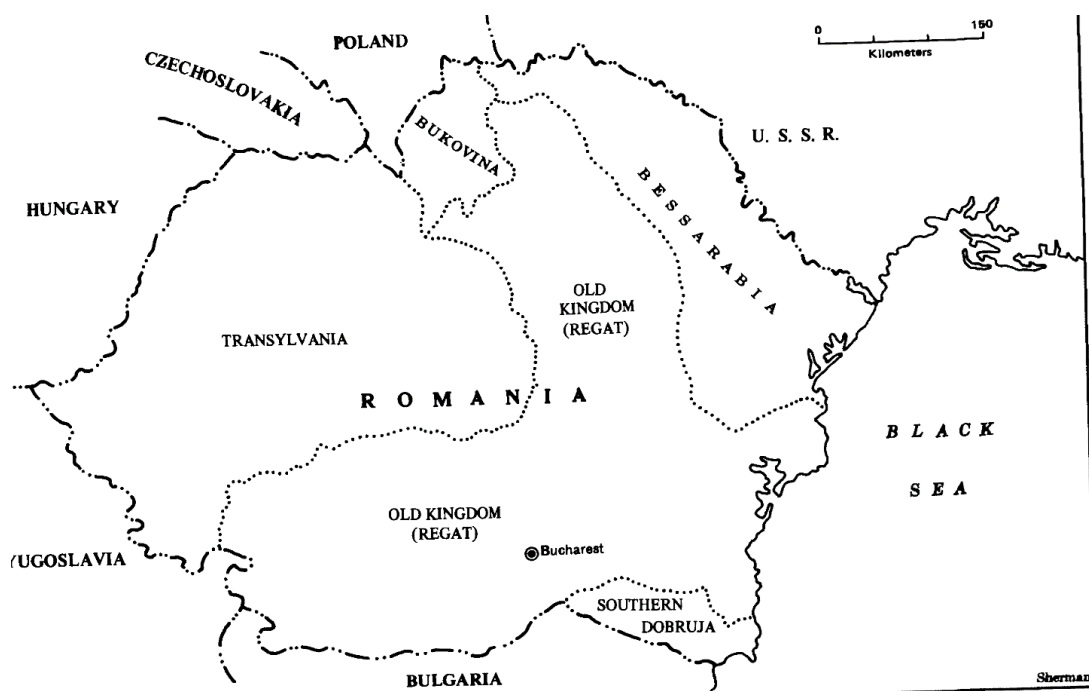 POLAND
0 150
Kilometers
CZECHOSLOVAKIA
BUKOVINA
U. S. S. R.
BESSARABIA
HUNGARY
OLD
KINGDOM
(REGAT)
TRANSYLVANIA
ROMANIA
BLACK
SEA
OLD KINGDOM
(REGAT)
Bucharest
YUGOSLAVIA
SOUTHERN
DOBRUJA
BULGARIA
Sherman